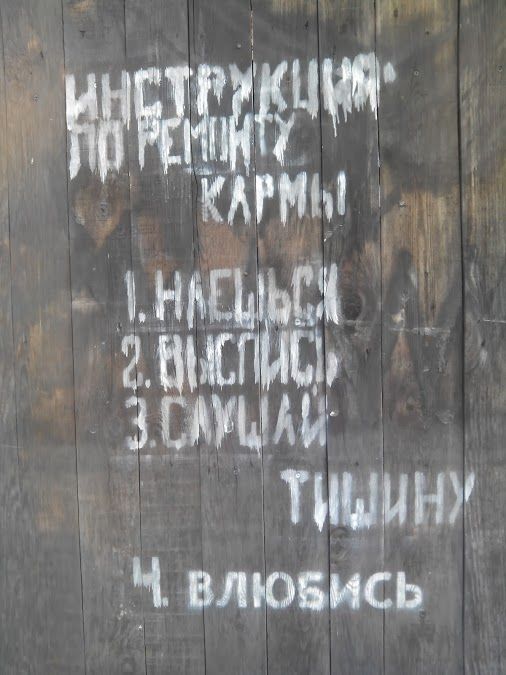 ИНСТРУКЦИЯ
ПО РЕМОНТУ
КАРМЫ
1. НАЕШЬСЯ
2. ВЫСПИСЬ
3. СЛУШАЙ
ТИШИНУ
4. ВЛЮБИСЬ